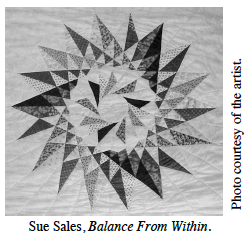 Photo courtesy of the artist.
Sue Sales, Balance From Within.